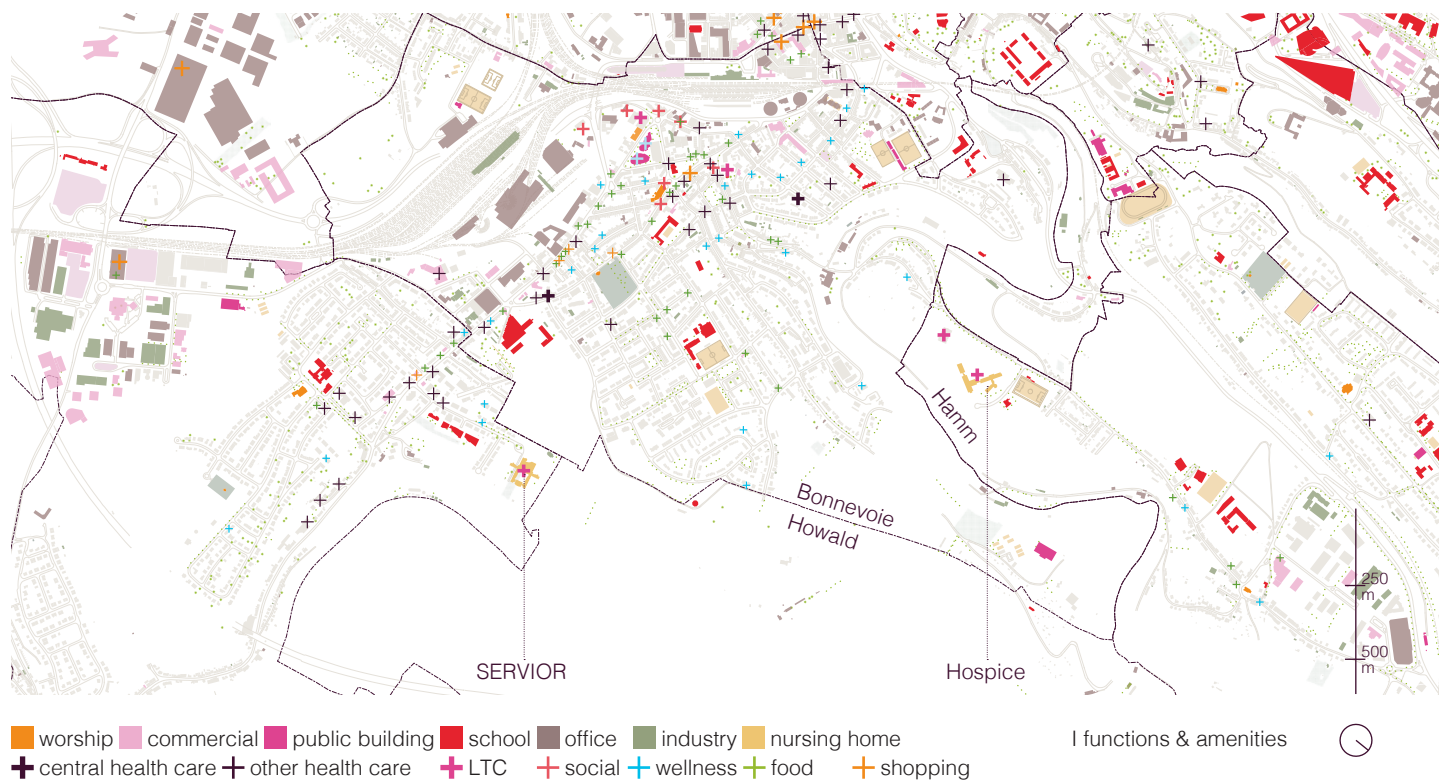 Hamm
Bonnevoie
Howald
250
m
500
m
SERVIOR
Hospice
worship commercial public building school office industry nursing home
I functions & amenities
central health care other health care LTC social wellness food shopping